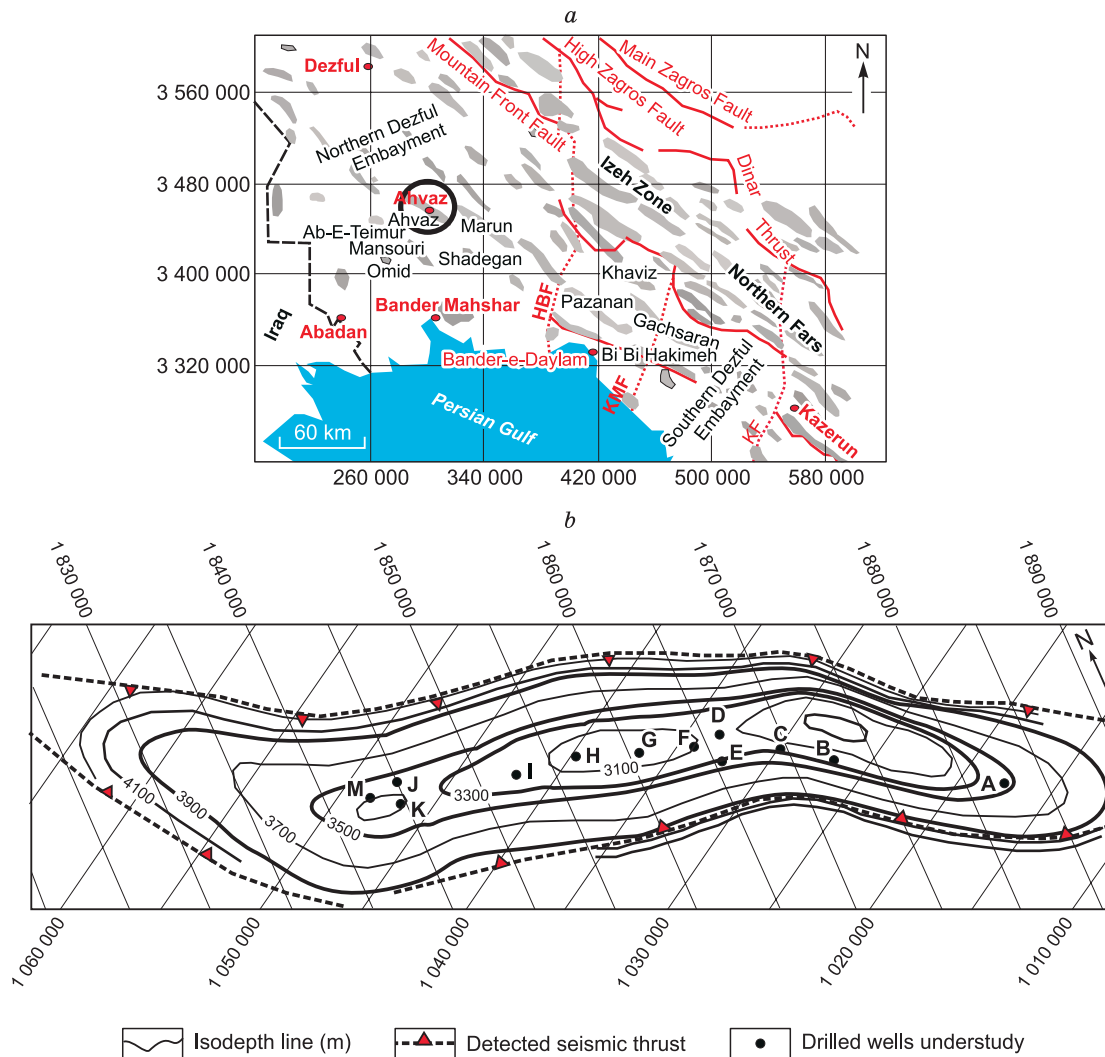 a
N
Main Zagros Fault
High Zagros Fault
Mountain Front Fault
Dezful
3 560 000
Northern Dezful
Embayment
Izeh Zone
Dinar
Thrust
3 480 000
Ahvaz
Ahvaz
Marun
Ab-E-Teimur
Mansouri
Omid
Shadegan
Khaviz
Northern Fars
3 400 000
HBF
Pazanan
Gachsaran
Iraq
Abadan
Bander Mahshar
Bander-e-Daylam
Bi Bi Hakimeh
3 320 000
KMF
Southern Dezful
Embayment
KF
Kazerun
Persian Gulf
60 km
260 000
340 000
420 000
500 000
580 000
b
1 830 000
1 840 000
1 850 000
1 860 000
1 870 000
1 880 000
1 890 000
N
D
C
B
A
F
G
E
H
I
J
M
K
3100
3300
3500
3700
3900
4100
1 060 000
1 050 000
1 040 000
1 030 000
1 020 000
1 010 000
Isodepth line (m)
Detected seismic thrust
Drilled wells understudy